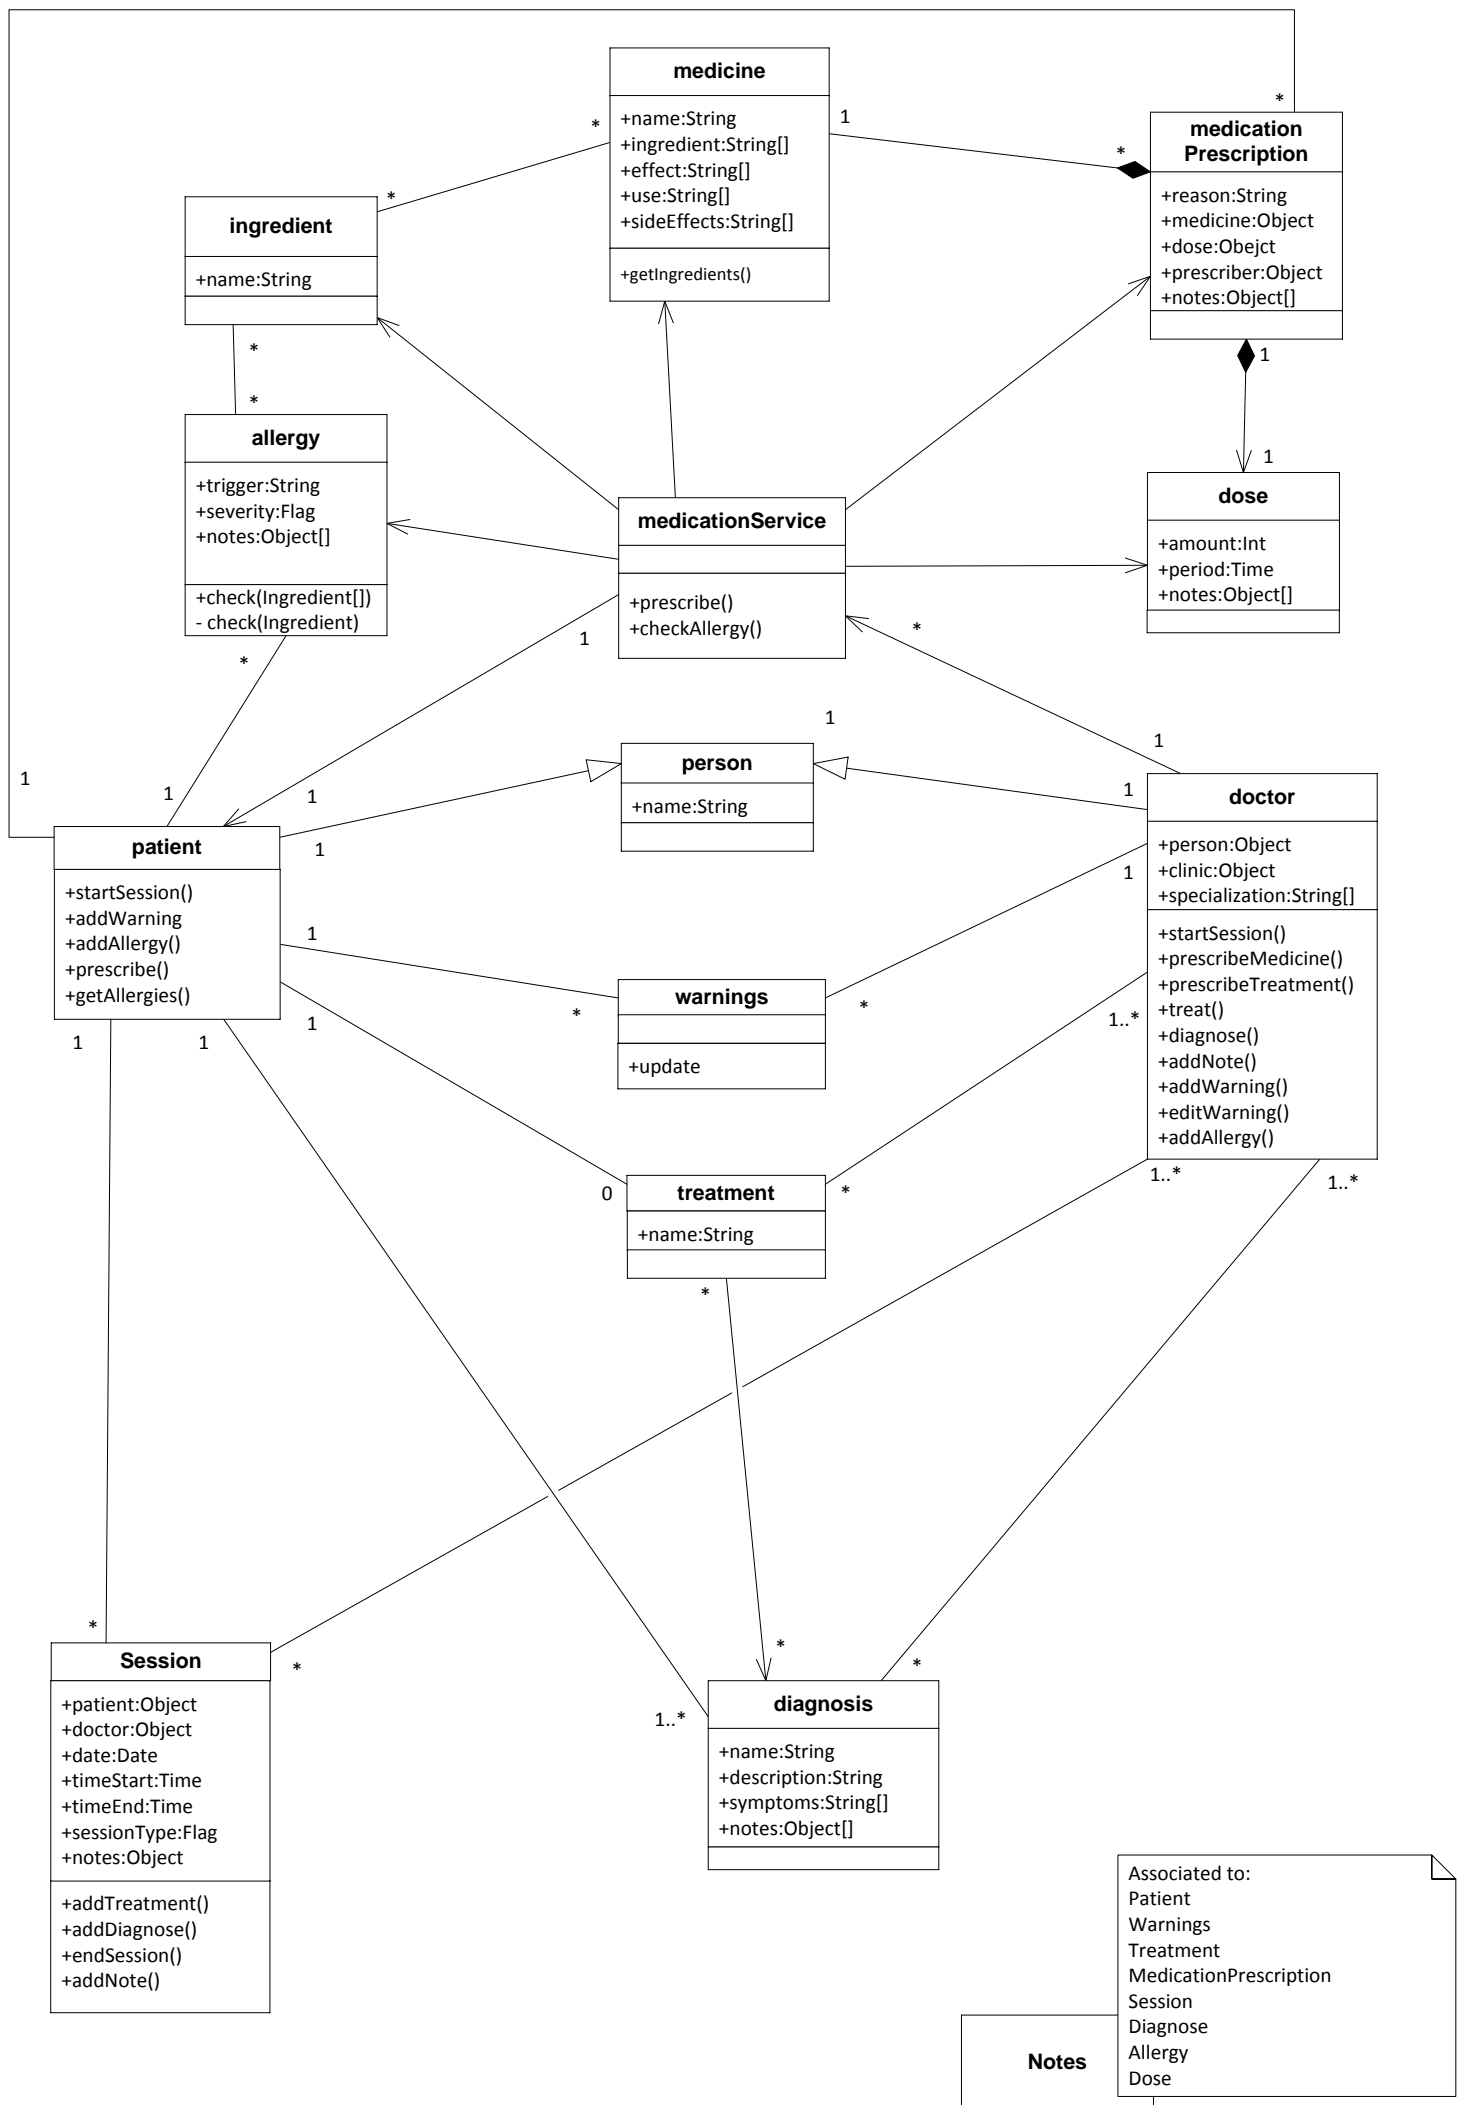 medicine
+name:String
+ingredient:String[]
+effect:String[]
+use:String[]
+sideEffects:String[]
+getIngredients()
*
1
*
*
medication
Prescription
+reason:String
+medicine:Object
+dose:Obejct
+prescriber:Object
+notes:Object[]
*
ingredient
+name:String
*
*
allergy
+trigger:String
+severity:Flag
+notes:Object[]
+check(Ingredient[])
- check(Ingredient)
*
medicationService
+prescribe()
+checkAllergy()
1
*
1
1
dose
+amount:Int
+period:Time
+notes:Object[]
1
1
1
1
person
+name:String
1
1
1
1
doctor
+person:Object
+clinic:Object
+specialization:String[]
+startSession()
+prescribeMedicine()
+prescribeTreatment()
+treat()
+diagnose()
+addNote()
+addWarning()
+editWarning()
+addAllergy()
patient
+startSession()
+addWarning
+addAllergy()
+prescribe()
+getAllergies()
1
1
1
1
*
warnings
+update
*
1
1..*
0
treatment
+name:String
*
*
1..*
1..*
*
Session
+patient:Object
+doctor:Object
+date:Date
+timeStart:Time
+timeEnd:Time
+sessionType:Flag
+notes:Object
+addTreatment()
+addDiagnose()
+endSession()
+addNote()
*
1..*
*
*
diagnosis
+name:String
+description:String
+symptoms:String[]
+notes:Object[]
Associated to:
Patient
Warnings
Treatment
MedicationPrescription
Session
Diagnose
Allergy
Dose
Notes